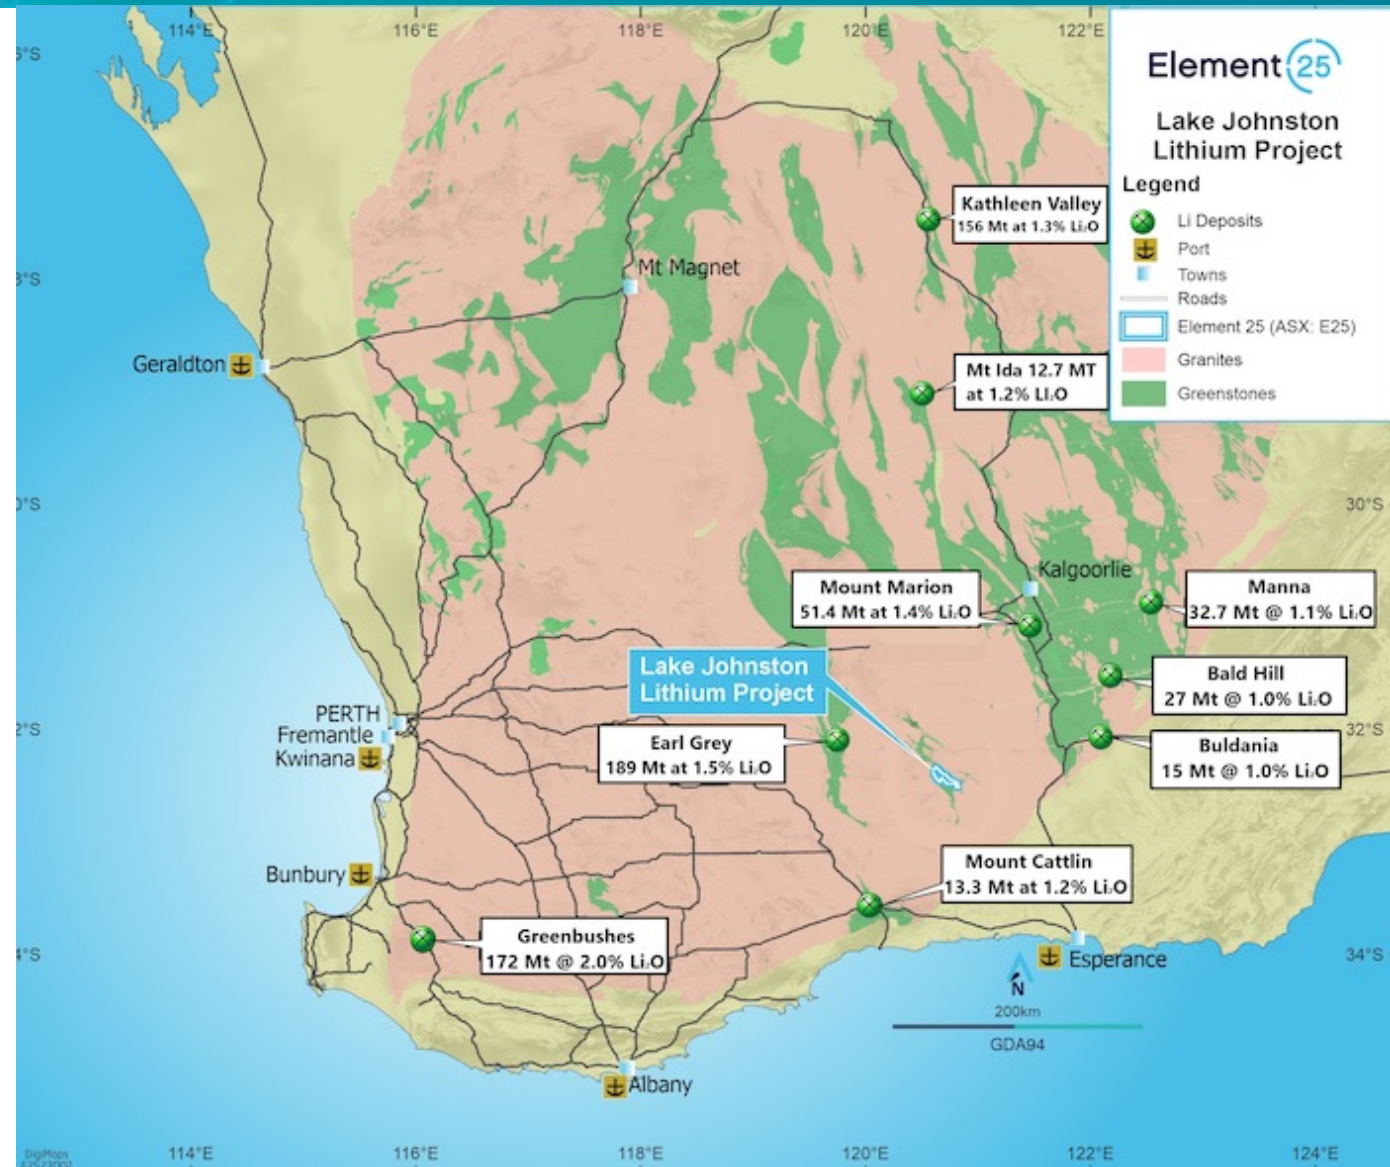 114°E
116°E
118°E
120°E
122°E
6°S
Element 25
Lake Johnston
Lithium Project
Legend
Li Deposits
Port
Towns
Roads
Element 25 (ASX: E25)
Granites
Greenstones
Kathleen Valley
156 Mt at 1.3% Li₂O
8°S
Mt Magnet
Geraldton
Mt Ida 12.7 MT
at 1.2% LI₂O
0°S
30°S
Kalgoorlie
Mount Marion
51.4 Mt at 1.4% Li₂O
Manna
32.7 Mt @ 1.1% Li₂O
Lake Johnston
Lithium Project
Bald Hill
27 Mt @ 1.0% Li₂O
PERTH
Fremantle
Kwinana
2°S
32°S
Earl Grey
189 Mt at 1.5% Li₂O
Buldania
15 Mt @ 1.0% Li₂O
Bunbury
Mount Cattlin
13.3 Mt at 1.2% Li₂O
Greenbushes
172 Mt @ 2.0% Li₂O
4°S
34°S
Esperance
N
200km
GDA94
Albany
DigMaps
114°E
116°E
118°E
120°E
122°E
124°E